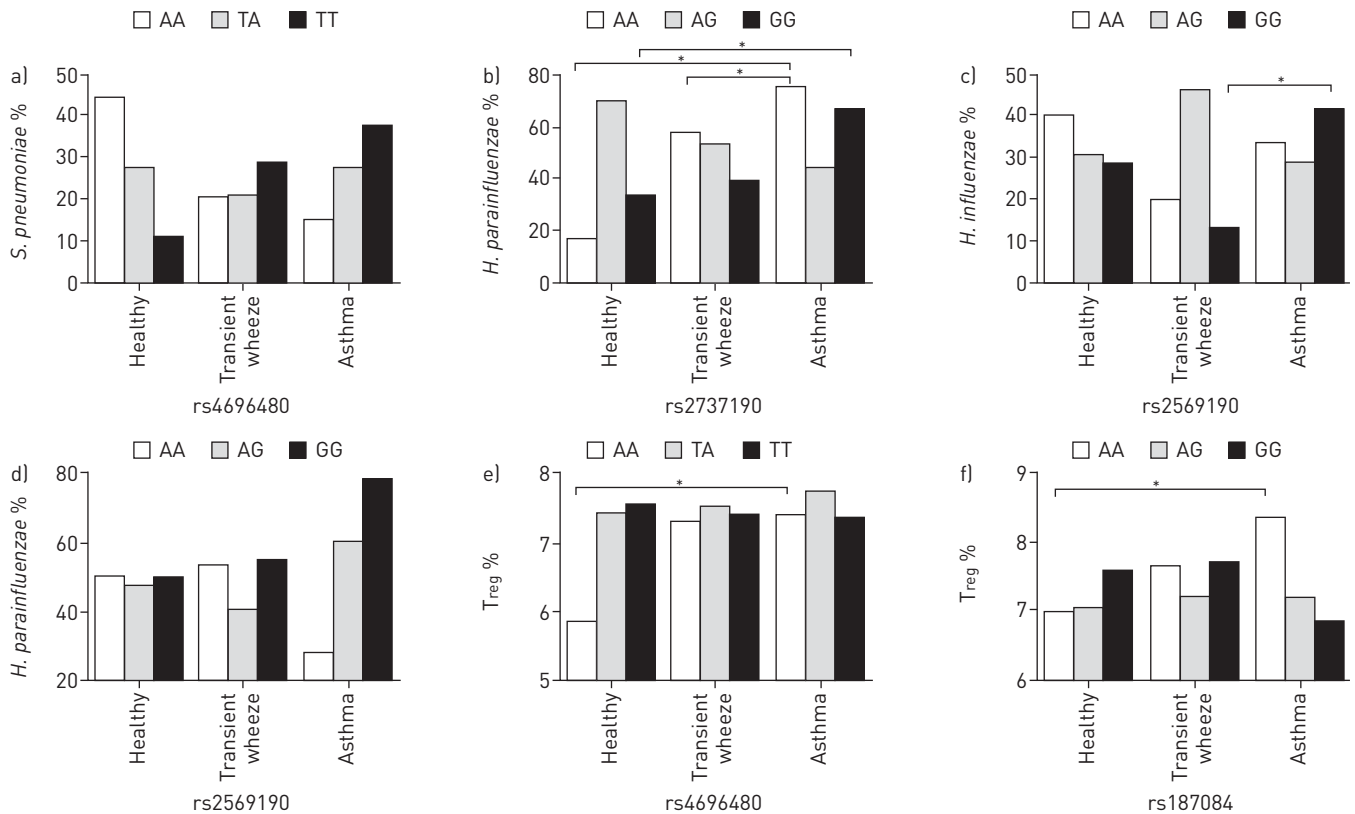 AA TA TT
a)
S. pneumoniae %
50
40
30
20
10
0
Healthy
Transient
wheeze
Asthma
rs4696480
AA AG GG
b)
H. parainfluenzae %
80
60
40
20
0
*
*
*
Healthy
Transient
wheeze
Asthma
rs2737190
AA AG GG
c)
H. influenzae %
50
40
30
20
10
0
*
Healthy
Transient
wheeze
Asthma
rs2569190
AA AG GG
d)
H. parainfluenzae %
80
60
40
20
Healthy
Transient
wheeze
Asthma
rs2569190
AA TA TT
e)
Treg %
8
7
6
5
*
Healthy
Transient
wheeze
Asthma
rs4696480
AA AG GG
f)
Treg %
9
8
7
6
*
Healthy
Transient
wheeze
Asthma
rs187084